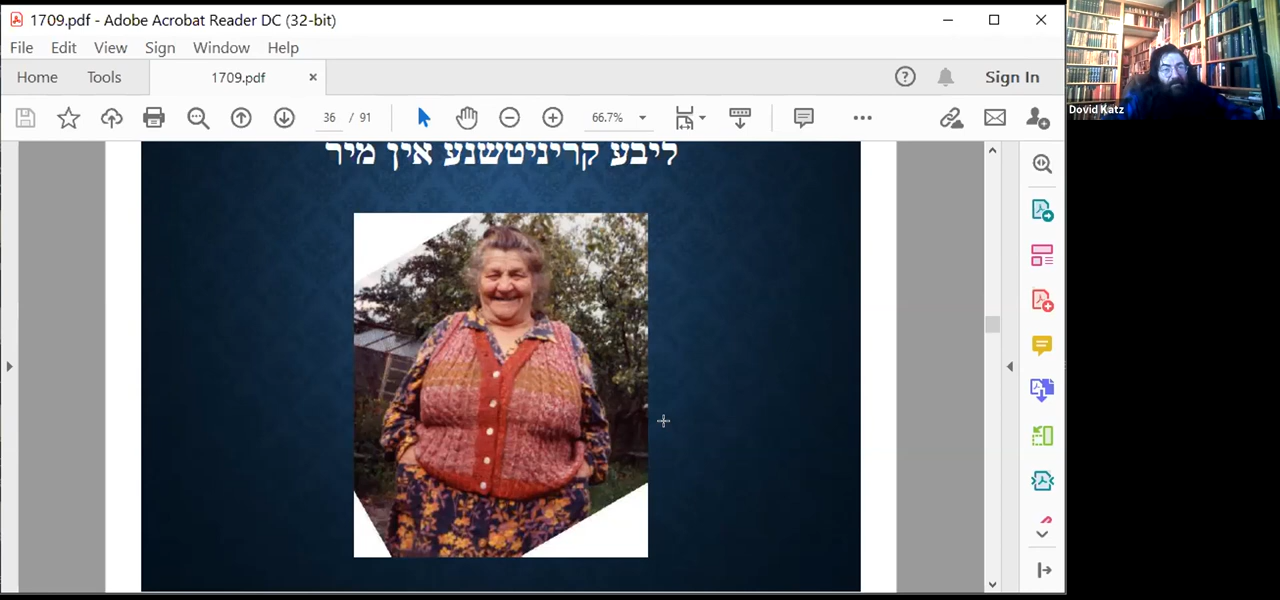 1709.pdf - Adobe Acrobat Reader DC (32-bit)
File Edit View Sign Window Help
Home Tools 1709.pdf Sign In
36 / 91 66.7%
ליבע קריניטשנע אין מיר
Dovid Katz